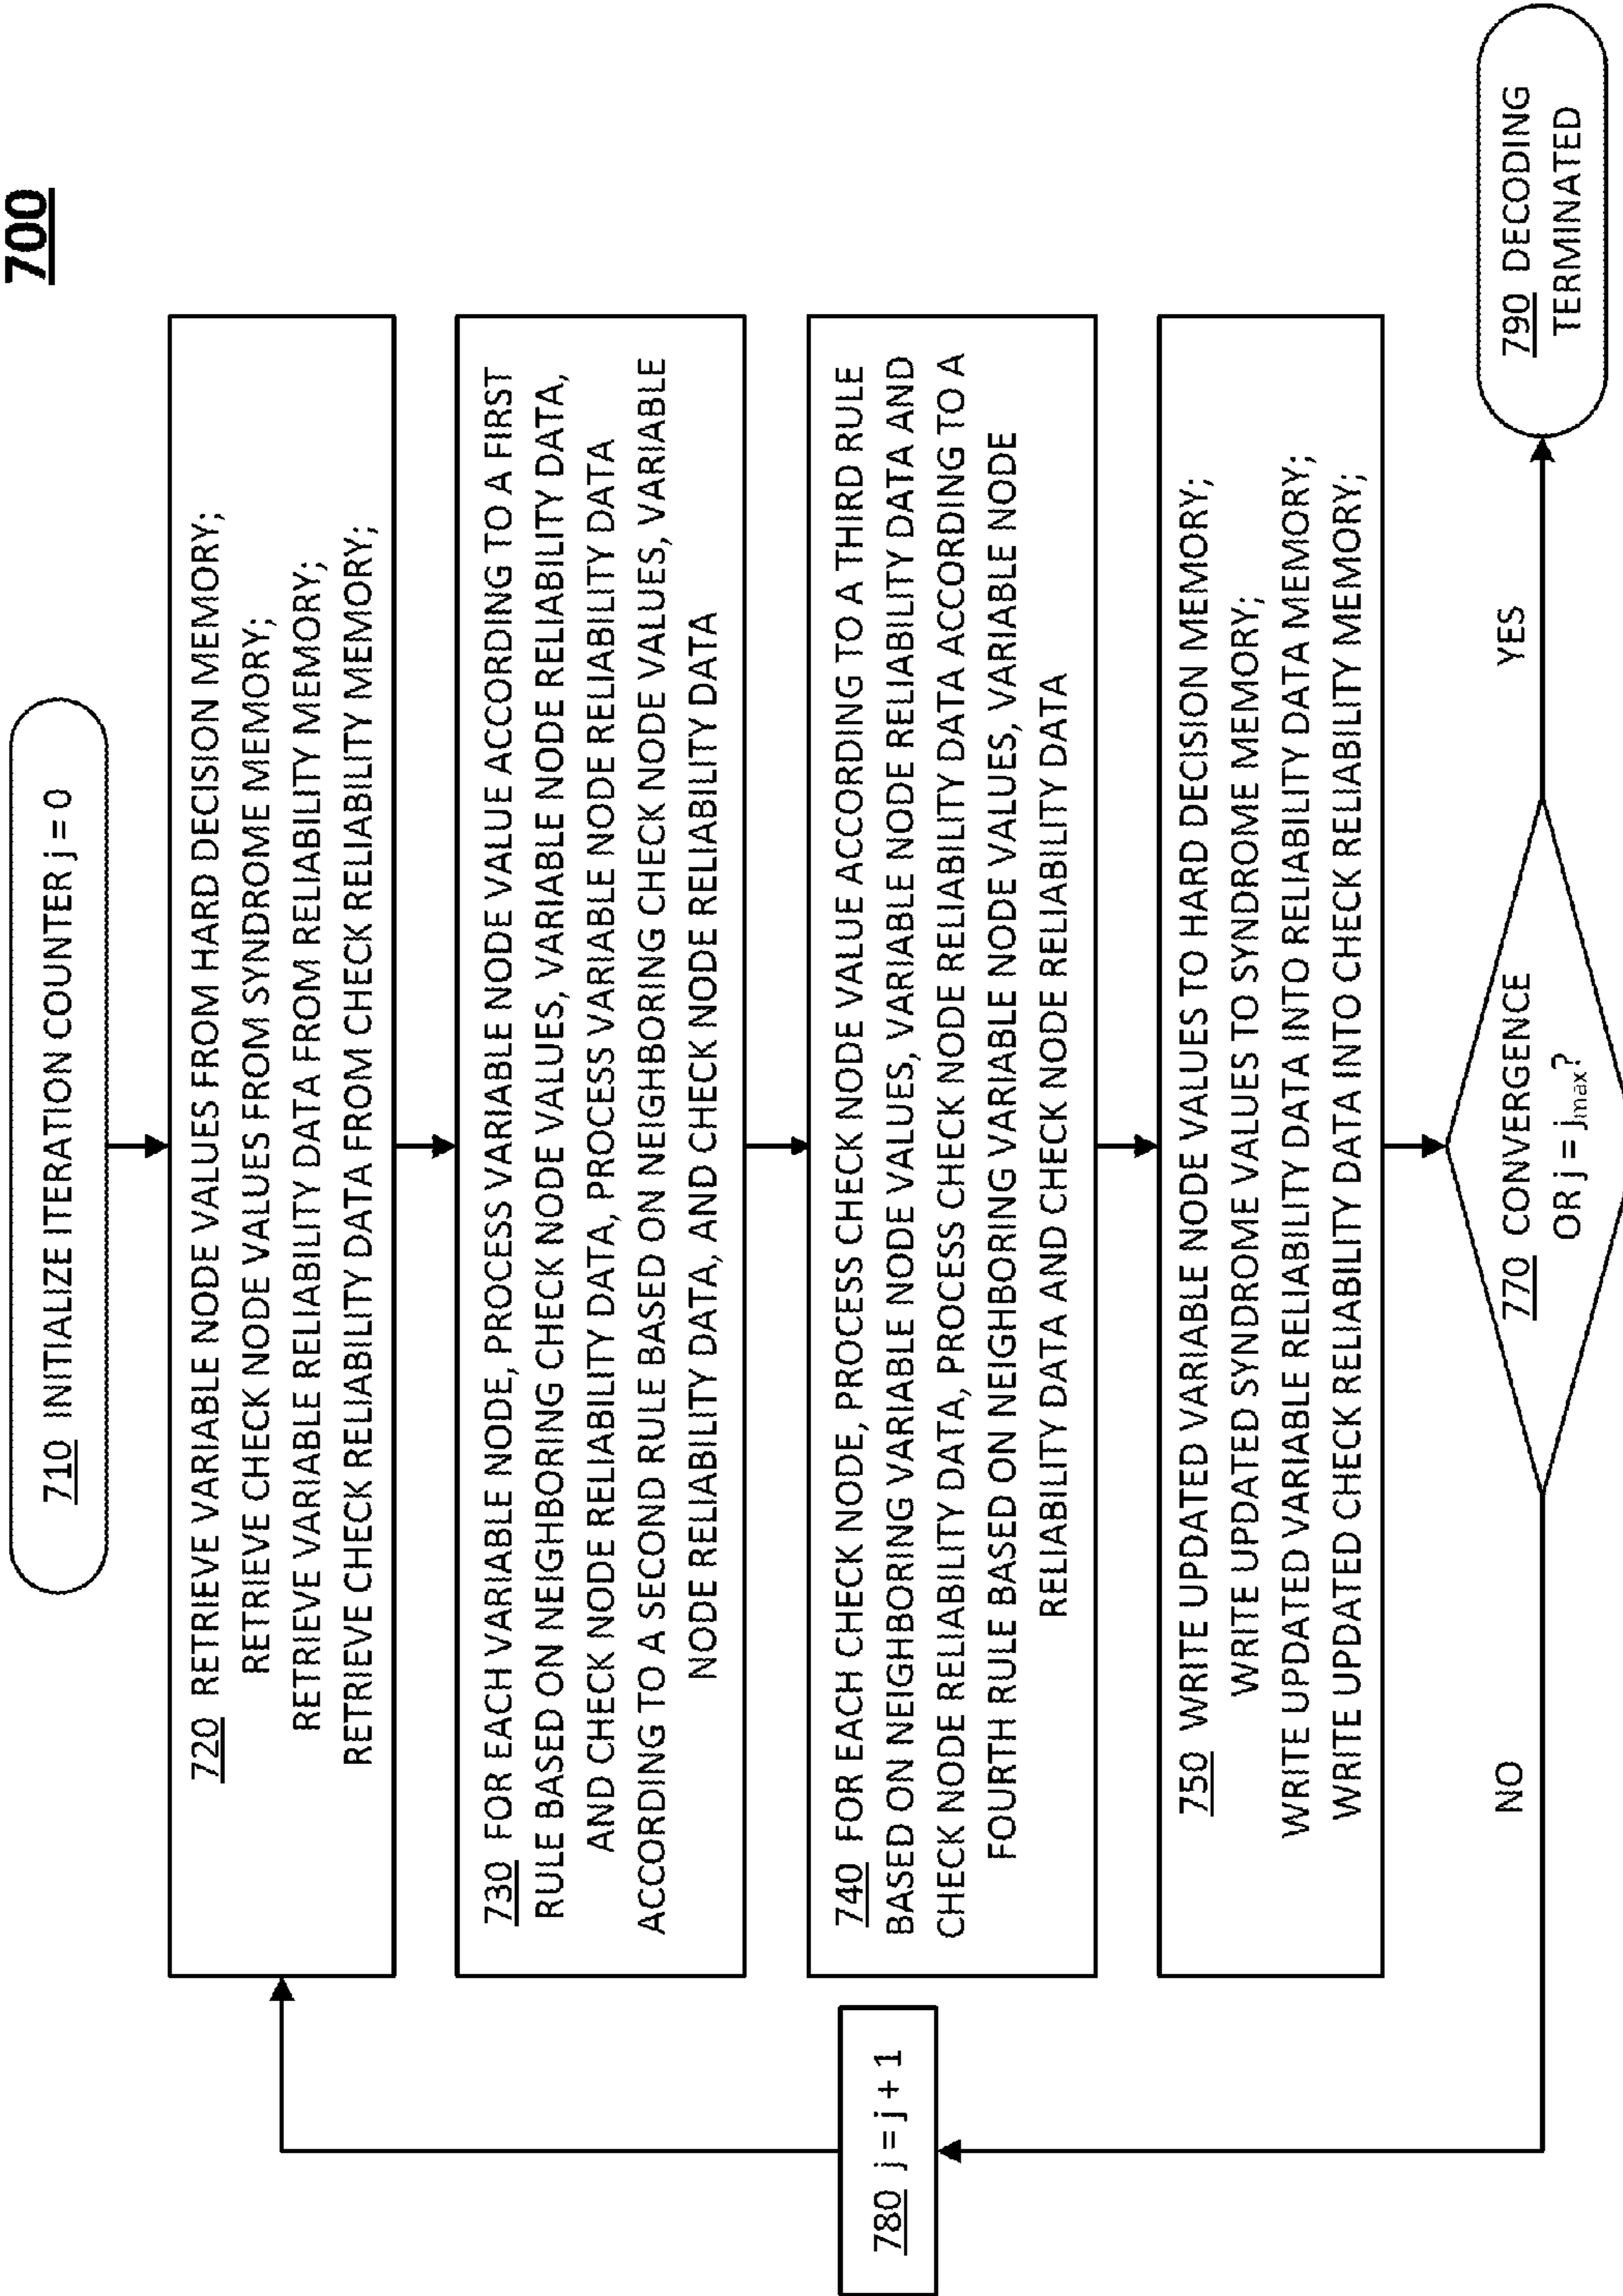 700
710 INITIALIZE ITERATION COUNTER j = 0
720 RETRIEVE VARIABLE NODE VALUES FROM HARD DECISION MEMORY;
RETRIEVE CHECK NODE VALUES FROM SYNDROME MEMORY;
RETRIEVE VARIABLE RELIABILITY DATA FROM RELIABILITY MEMORY;
RETRIEVE CHECK RELIABILITY DATA FROM CHECK RELIABILITY MEMORY;
730 FOR EACH VARIABLE NODE, PROCESS VARIABLE NODE VALUE ACCORDING TO A FIRST
RULE BASED ON NEIGHBORING CHECK NODE VALUES, VARIABLE NODE RELIABILITY DATA,
AND CHECK NODE RELIABILITY DATA, PROCESS VARIABLE NODE RELIABILITY DATA
ACCORDING TO A SECOND RULE BASED ON NEIGHBORING CHECK NODE VALUES, VARIABLE
NODE RELIABILITY DATA, AND CHECK NODE RELIABILITY DATA
740 FOR EACH CHECK NODE, PROCESS CHECK NODE VALUE ACCORDING TO A THIRD RULE
BASED ON NEIGHBORING VARIABLE NODE VALUES, VARIABLE NODE RELIABILITY DATA AND
CHECK NODE RELIABILITY DATA, PROCESS CHECK NODE RELIABILITY DATA ACCORDING TO A
FOURTH RULE BASED ON NEIGHBORING VARIABLE NODE VALUES, VARIABLE NODE
RELIABILITY DATA AND CHECK NODE RELIABILITY DATA
750 WRITE UPDATED VARIABLE NODE VALUES TO HARD DECISION MEMORY;
WRITE UPDATED SYNDROME VALUES TO SYNDROME MEMORY;
WRITE UPDATED VARIABLE RELIABILITY DATA INTO RELIABILITY DATA MEMORY;
WRITE UPDATED CHECK RELIABILITY DATA INTO CHECK RELIABILITY MEMORY;
770 CONVERGENCE
OR j = jmax?
NO
YES
780 j = j + 1
790 DECODING
TERMINATED